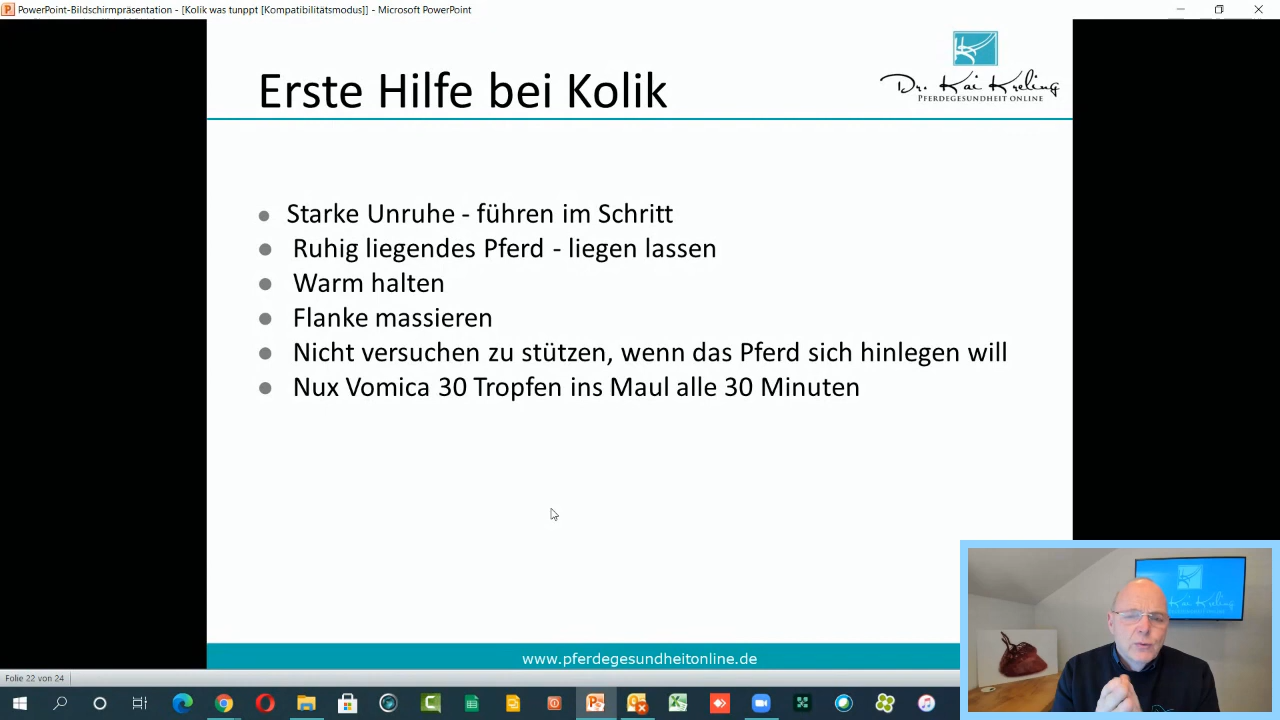 PowerPoint-Bildschirmpräsentation - [Kolik was tunppt [Kompatibilitätsmodus]] - Microsoft PowerPoint
Dr. Kai Kreling
PFERDEGESUNDHEIT ONLINE
Erste Hilfe bei Kolik
Starke Unruhe - führen im Schritt
Ruhig liegendes Pferd - liegen lassen
Warm halten
Flanke massieren
Nicht versuchen zu stützen, wenn das Pferd sich hinlegen will
Nux Vomica 30 Tropfen ins Maul alle 30 Minuten
www.pferdegesundheitonline.de
Kai Kreling
Folie 22 von 24